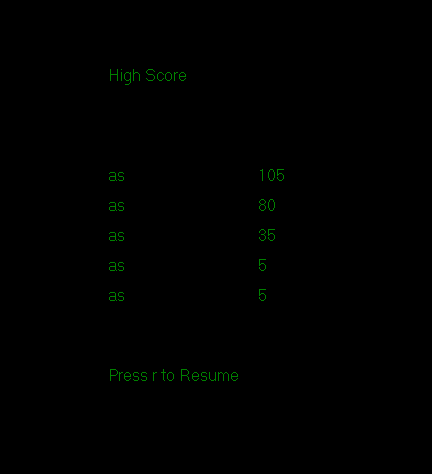 High Score
as 105
as 80
as 35
as 5
as 5
Press r to Resume